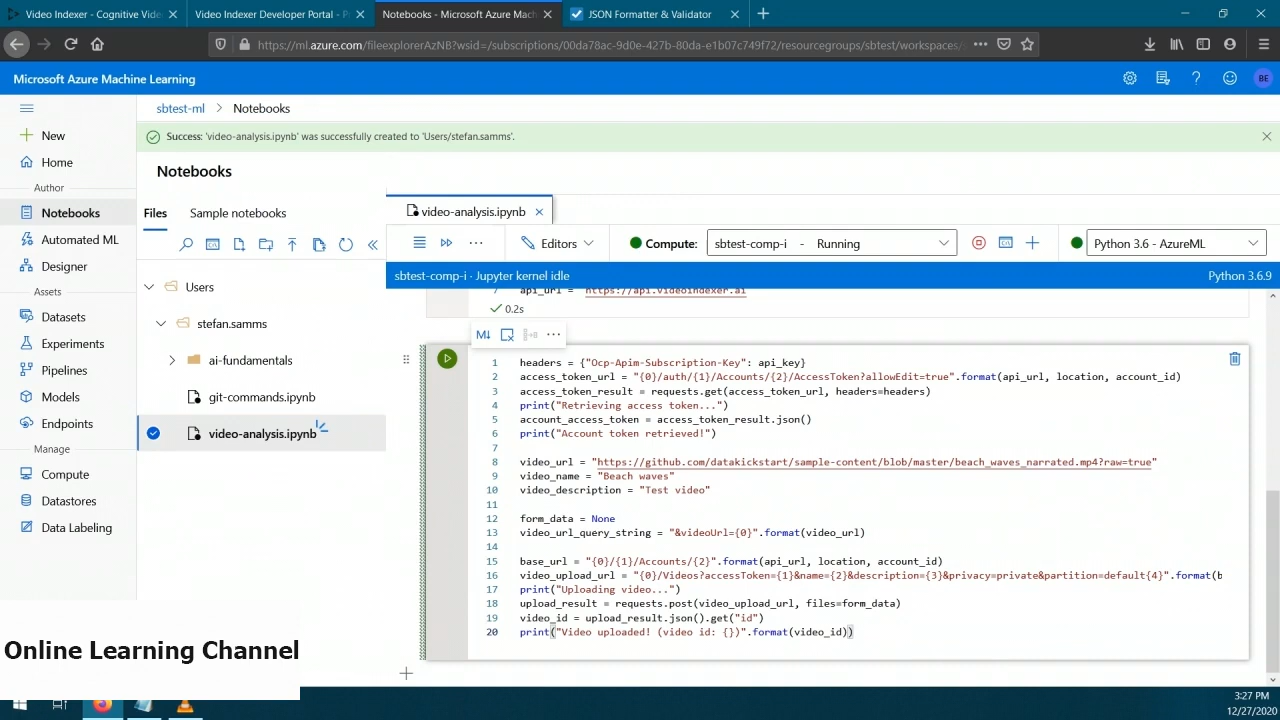 Video Indexer - Cognitive Vide
Video Indexer Developer Portal - P
Notebooks - Microsoft Azure Mach
JSON Formatter & Validator
https://ml.azure.com/fileexplorerAzNB?wsid=/subscriptions/00da78ac-9d0e-427b-80da-e1b07c749f72/resourcegroups/sbtest/workspaces/
Microsoft Azure Machine Learning
BE
New
Home
Author
Notebooks
Automated ML
Designer
Assets
Datasets
Experiments
Pipelines
Models
Endpoints
Manage
Compute
Datastores
Data Labeling
sbtest-ml > Notebooks
Success: 'video-analysis.ipynb' was successfully created to 'Users/stefan.samms'.
Notebooks
Files
Sample notebooks
Users
stefan.samms
ai-fundamentals
git-commands.ipynb
video-analysis.ipynb
video-analysis.ipynb
Editors
Compute:
sbtest-comp-i - Running
Python 3.6 - AzureML
sbtest-comp-i · Jupyter kernel idle
Python 3.6.9
7 api_url = "https://api.videoindexer.ai
0.2s
M↓
1 headers = {"Ocp-Apim-Subscription-Key": api_key}
2 access_token_url = "{0}/auth/{1}/Accounts/{2}/AccessToken?allowEdit=true".format(api_url, location, account_id)
3 access_token_result = requests.get(access_token_url, headers=headers)
4 print("Retrieving access token...")
5 account_access_token = access_token_result.json()
6 print("Account token retrieved!")
7
8 video_url = "https://github.com/datakickstart/sample-content/blob/master/beach_waves_narrated.mp4?raw=true"
9 video_name = "Beach waves"
10 video_description = "Test video"
11
12 form_data = None
13 video_url_query_string = "&videoUrl={0}".format(video_url)
14
15 base_url = "{0}/{1}/Accounts/{2}".format(api_url, location, account_id)
16 video_upload_url = "{0}/Videos?accessToken={1}&name={2}&description={3}&privacy=private&partition=default{4}".format(b
17 print("Uploading video...")
18 upload_result = requests.post(video_upload_url, files=form_data)
19 video_id = upload_result.json().get("id")
20 print("Video uploaded! (video id: {})".format(video_id))
Online Learning Channel
3:27 PM
12/27/2020